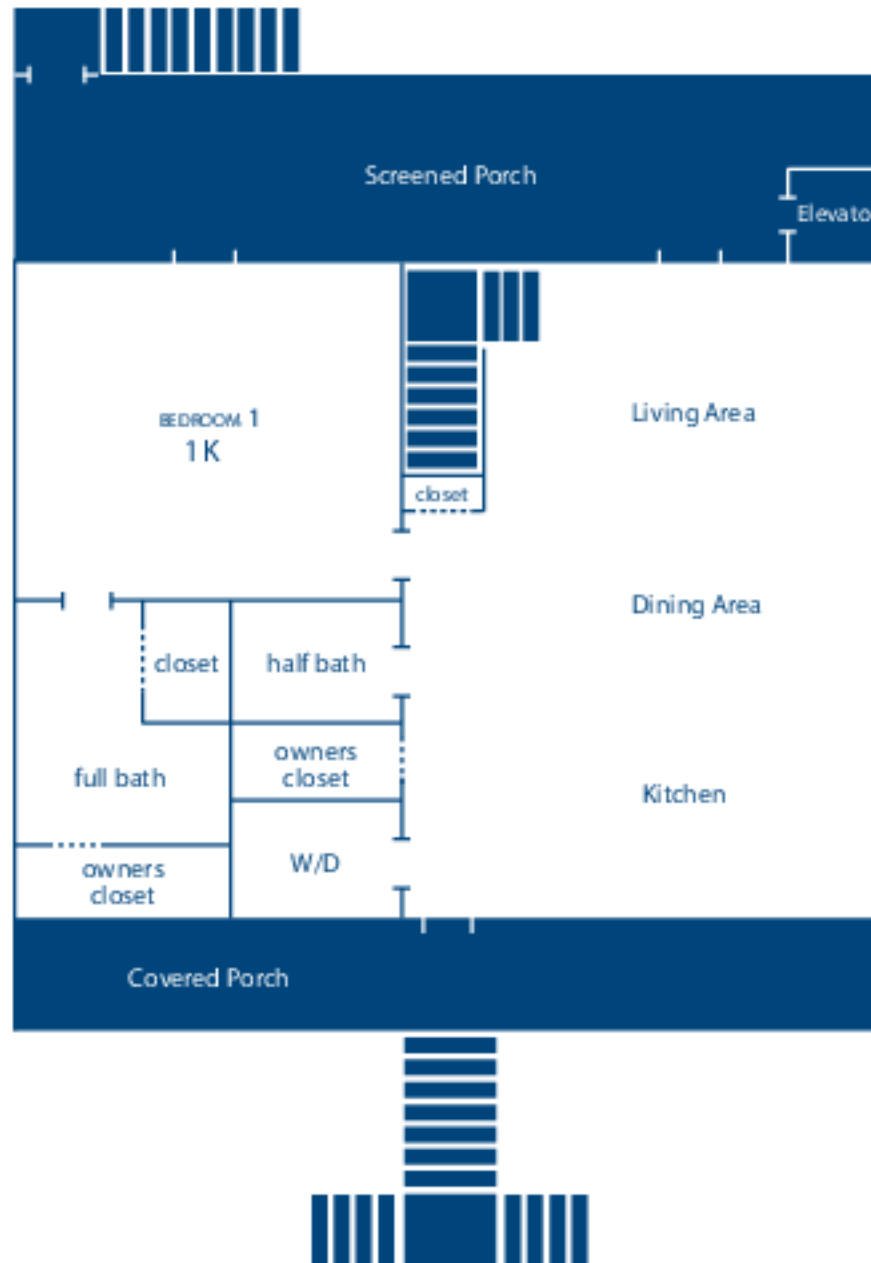 Screened Porch
Elevato
BEDROOM 1
1 K
Living Area
closet
Dining Area
closet
half bath
owners
closet
full bath
Kitchen
W/D
owners
closet
Covered Porch